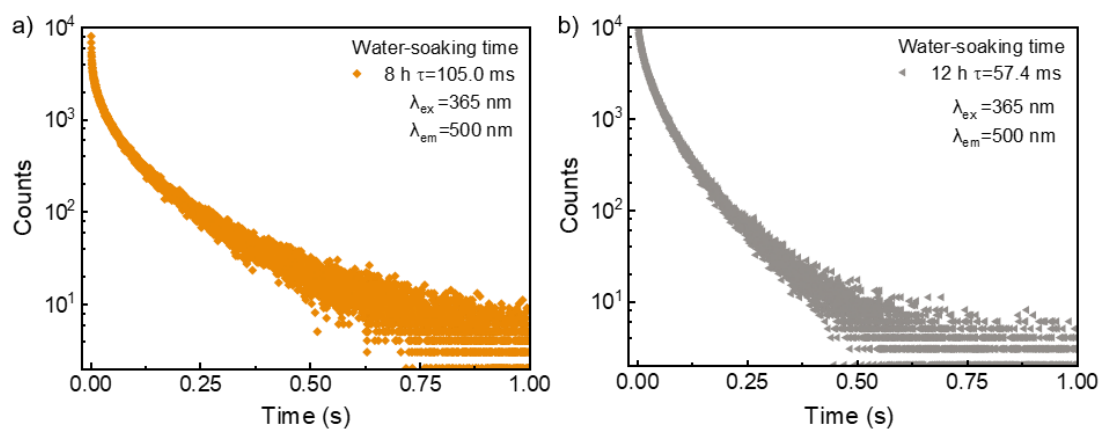 a)
10⁴
10³
10²
10¹
Counts
Water-soaking time
8 h τ=105.0 ms
λex =365 nm
λem=500 nm
0.00 0.25 0.50 0.75 1.00
Time (s)
b)
10⁴
10³
10²
10¹
Counts
Water-soaking time
12 h τ=57.4 ms
λex =365 nm
λem=500 nm
0.00 0.25 0.50 0.75 1.00
Time (s)